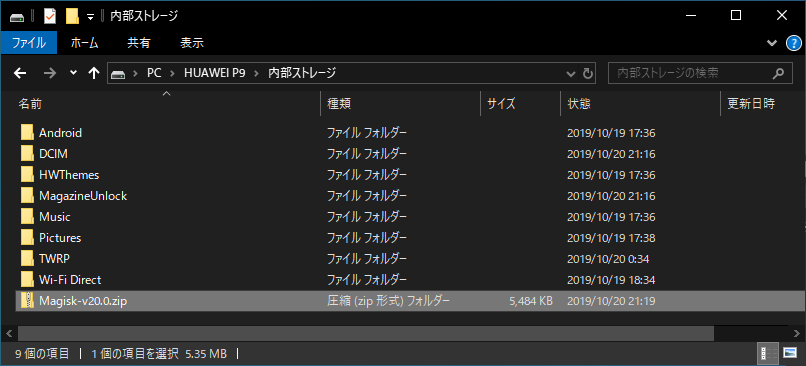 内部ストレージ
ファイル ホーム 共有 表示
PC HUAWEI P9 内部ストレージ 内部ストレージの検索
名前 種類 サイズ 状態 更新日時
Android ファイル フォルダー 2019/10/19 17:36
DCIM ファイル フォルダー 2019/10/20 21:16
HWThemes ファイル フォルダー 2019/10/19 17:36
MagazineUnlock ファイル フォルダー 2019/10/20 21:16
Music ファイル フォルダー 2019/10/19 17:36
Pictures ファイル フォルダー 2019/10/19 17:38
TWRP ファイル フォルダー 2019/10/20 0:34
Wi-Fi Direct ファイル フォルダー 2019/10/19 18:34
Magisk-v20.0.zip 圧縮 (zip 形式) フォルダー 5,484 KB 2019/10/20 21:19
9 個の項目 1 個の項目を選択 5.35 MB